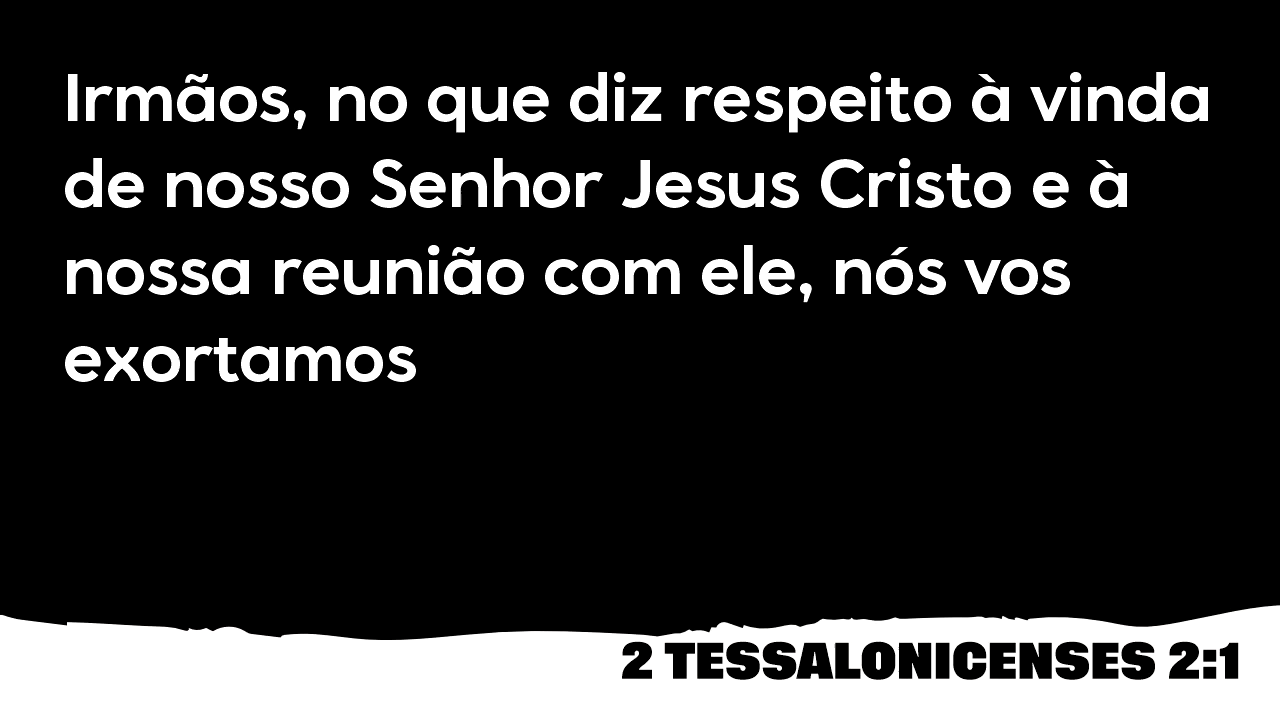 Irmãos, no que diz respeito à vinda
de nosso Senhor Jesus Cristo e à
nossa reunião com ele, nós vos
exortamos
2 TESSALONICENSES 2:1